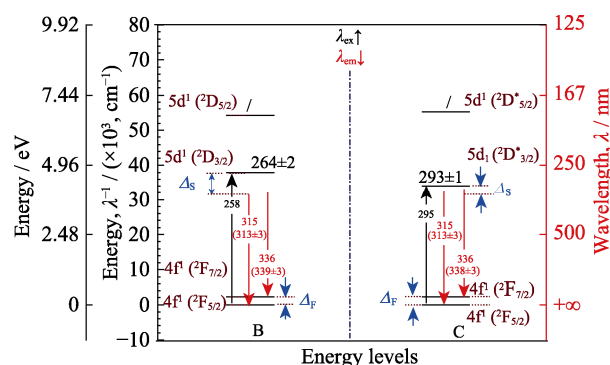 9.92
7.44
4.96
2.48
0
Energy / eV
80
70
60
50
40
30
20
10
0
−10
Energy, λ⁻¹ / (×10³, cm⁻¹)
λex↑
λem↓
5d¹ (²D5/2)
/
5d¹ (²D3/2)
264±2
ΔS
258
315
(313±3)
336
(339±3)
4f¹ (²F7/2)
4f¹ (²F5/2)
ΔF
B
/
5d¹ (²D*5/2)
5d1 (²D*3/2)
293±1
ΔS
295
315
(313±3)
336
(338±3)
4f¹ (²F7/2)
ΔF
4f¹ (²F5/2)
C
Energy levels
125
167
250
500
+∞
Wavelength, λ / nm